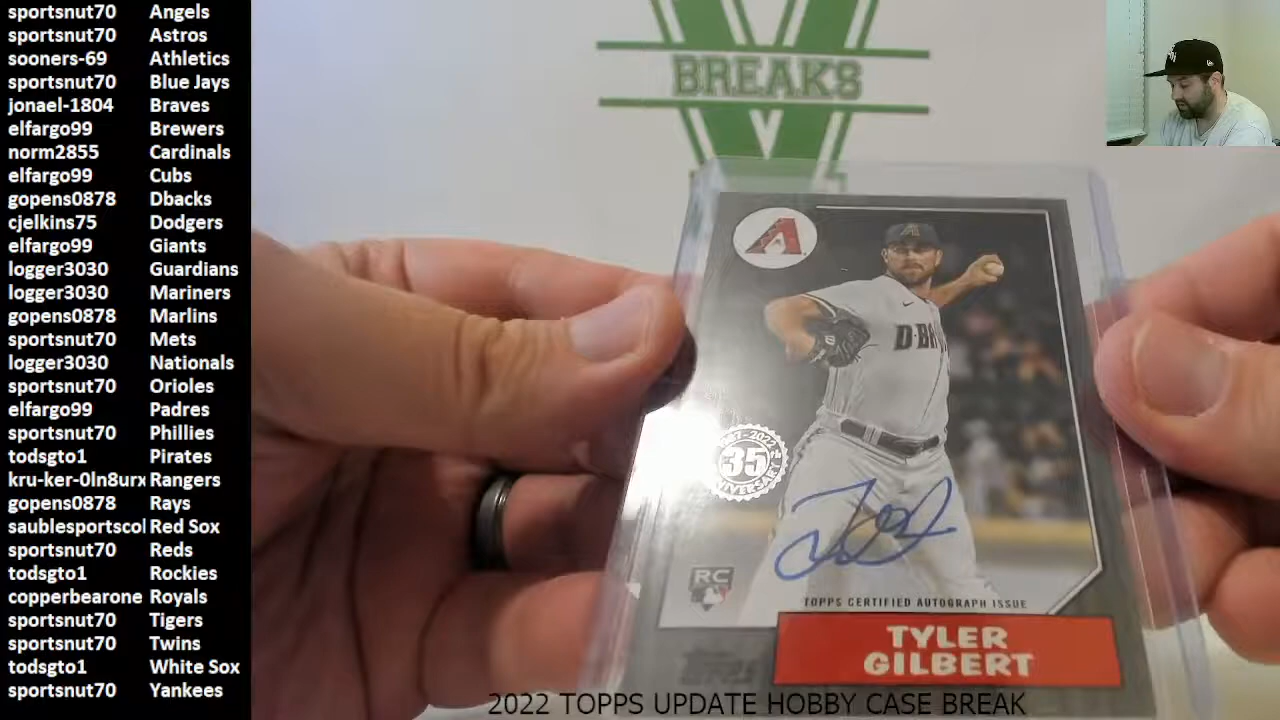 sportsnut70 Angels
sportsnut70 Astros
sooners-69 Athletics
sportsnut70 Blue Jays
jonael-1804 Braves
elfargo99 Brewers
norm2855 Cardinals
elfargo99 Cubs
gopens0878 Dbacks
cjelkins75 Dodgers
elfargo99 Giants
logger3030 Guardians
logger3030 Mariners
gopens0878 Marlins
sportsnut70 Mets
logger3030 Nationals
sportsnut70 Orioles
elfargo99 Padres
sportsnut70 Phillies
todsgto1 Pirates
kru-ker-0ln8urx Rangers
gopens0878 Rays
saublesportscol Red Sox
sportsnut70 Reds
todsgto1 Rockies
copperbearone Royals
sportsnut70 Tigers
sportsnut70 Twins
todsgto1 White Sox
sportsnut70 Yankees
V
BREAKS
A
D-BA
35th
RC
TOPPS CERTIFIED AUTOGRAPH ISSUE
TYLER
GILBERT
Topps
2022 TOPPS UPDATE HOBBY CASE BREAK